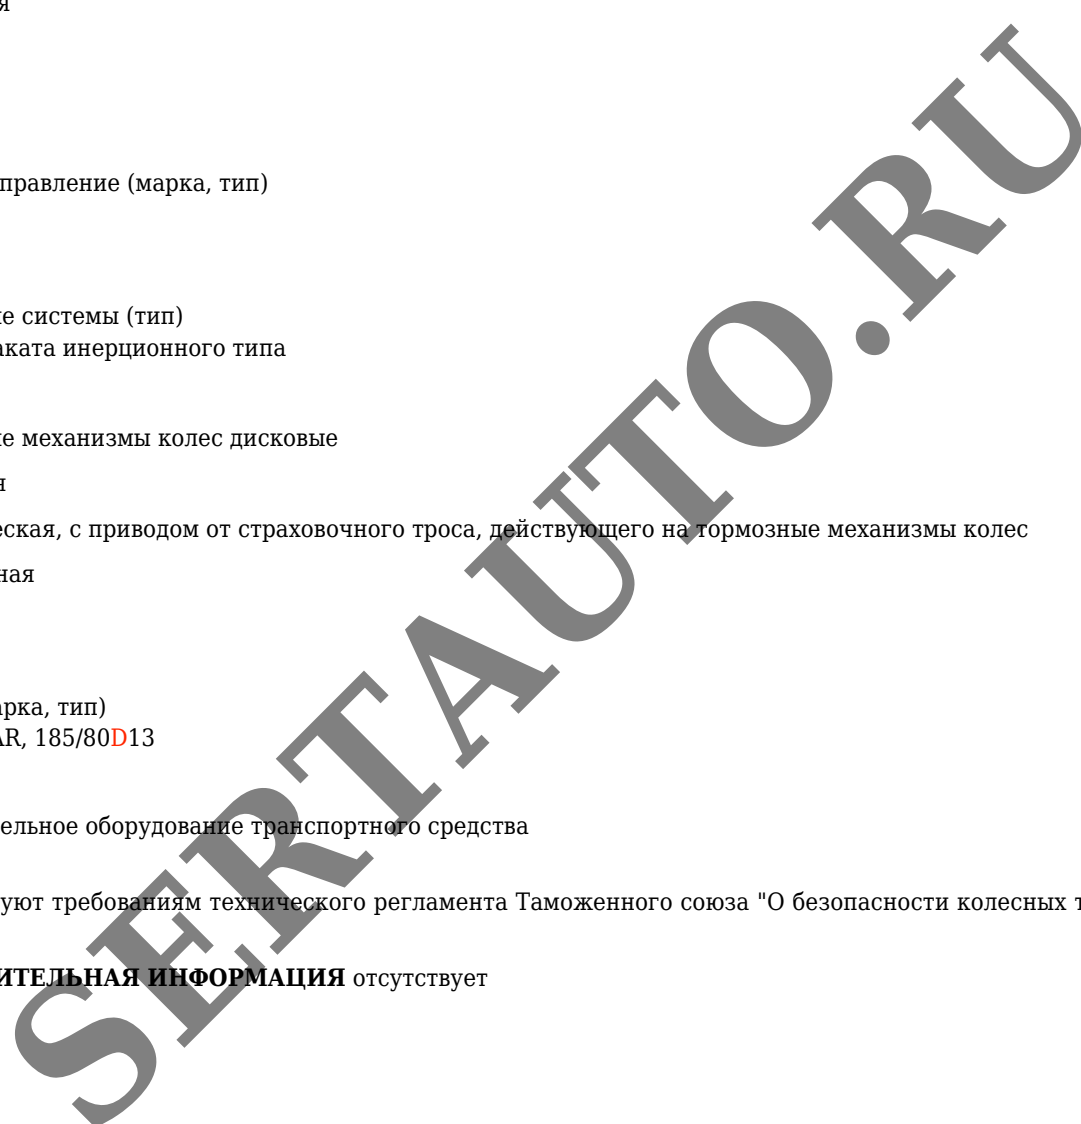 я
правление (марка, тип)
е системы (тип)
аката инерционного типа
е механизмы колес дисковые
я
еская, с приводом от страховочного троса, действующего на тормозные механизмы колес
ная
арка, тип)
AR, 185/80D13
ельное оборудование транспортного средства
уют требованиям технического регламента Таможенного союза "О безопасности колесных т
ИТЕЛЬНАЯ ИНФОРМАЦИЯ отсутствует
SERTAUTO.RU